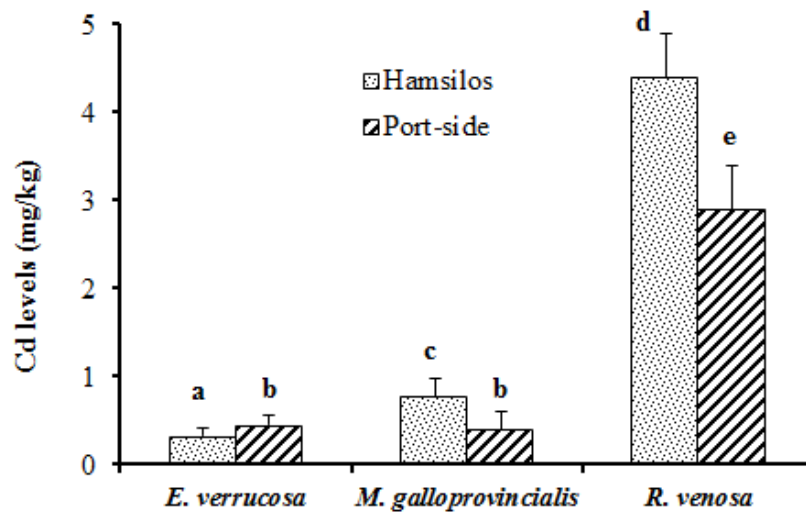 Cd levels (mg/kg)
5
4
3
2
1
0
Hamsilos
Port-side
a
b
c
b
d
e
E. verrucosa
M. galloprovincialis
R. venosa